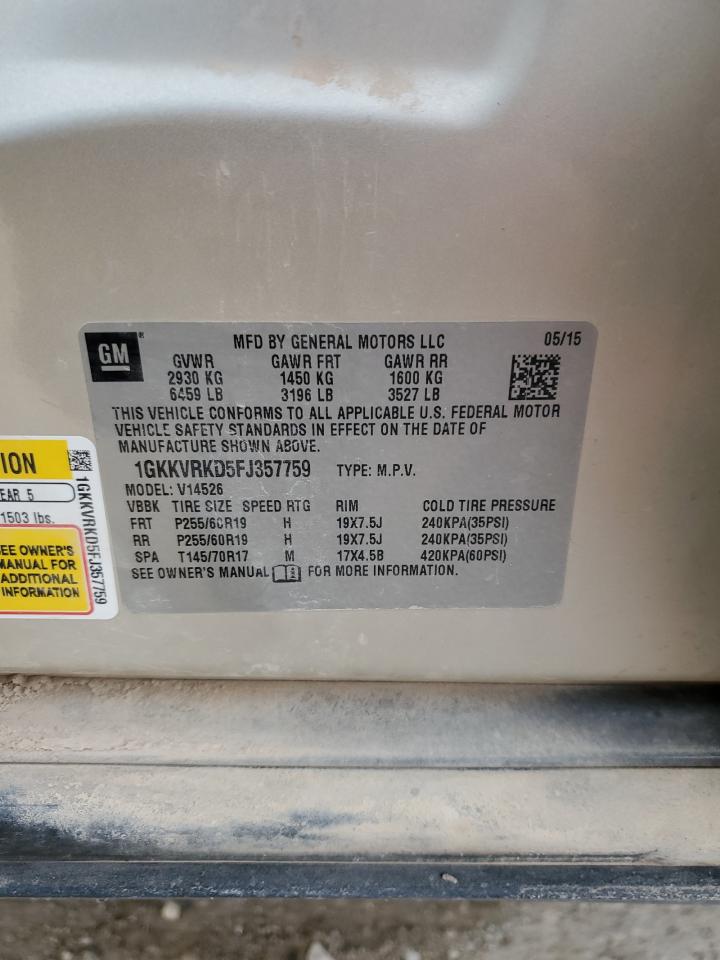 GM
MFD BY GENERAL MOTORS LLC 05/15
GVWR GAWR FRT GAWR RR
2930 KG 1450 KG 1600 KG
6459 LB 3196 LB 3527 LB
THIS VEHICLE CONFORMS TO ALL APPLICABLE U.S. FEDERAL MOTOR
VEHICLE SAFETY STANDARDS IN EFFECT ON THE DATE OF
MANUFACTURE SHOWN ABOVE.
1GKKVRKD5FJ357759 TYPE: M.P.V.
MODEL: V14526
VBBK TIRE SIZE SPEED RTG RIM COLD TIRE PRESSURE
FRT P255/60R19 H 19X7.5J 240KPA(35PSI)
RR P255/60R19 H 19X7.5J 240KPA(35PSI)
SPA T145/70R17 M 17X4.5B 420KPA(60PSI)
SEE OWNER'S MANUAL FOR MORE INFORMATION.
ION
EAR 5
1503 lbs.
SEE OWNER'S
MANUAL FOR
ADDITIONAL
INFORMATION
1GKKVRKD5FJ357759